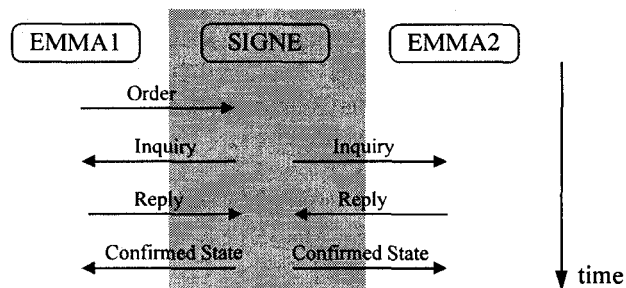 EMMA1 SIGNE EMMA2
Order
Inquiry Inquiry
Reply Reply
Confirmed State Confirmed State
time